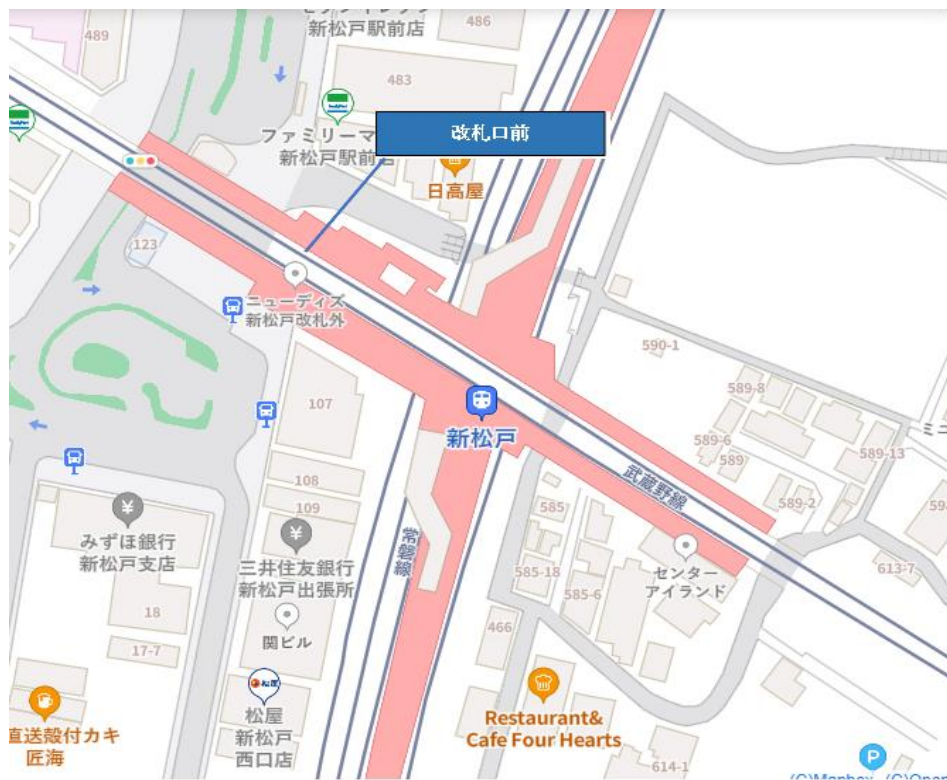 新松戸駅前店
486
489
483
改札口前
ファミリーマ
新松戸駅前店
日高屋
123
ニューデイズ
新松戸改札外
590-1
107
589-8
新松戸
ミニ
589-6
589
589-13
武蔵野線
108
109
589-2
585
みずほ銀行
新松戸支店
三井住友銀行
新松戸出張所
常磐線
585-18
585-6
センター
アイランド
613-7
18
17-7
関ビル
466
松屋
松屋
新松戸
西口店
直送殻付カキ
匠海
Restaurant&
Cafe Four Hearts
614-1
P